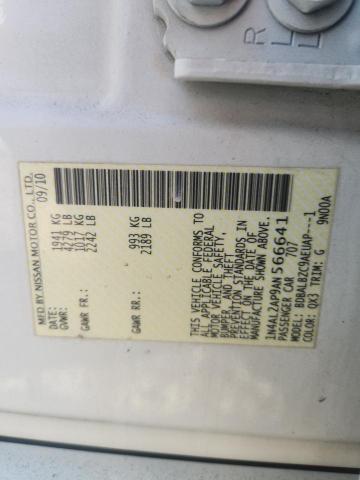 MFD BY NISSAN MOTOR CO., LTD.
DATE: 09/10
GVWR: 1941 KG
4279 LB
GAWR FR: 1017 KG
2242 LB
GAWR RR: 993 KG
2189 LB
THIS VEHICLE CONFORMS TO
ALL APPLICABLE FEDERAL
MOTOR VEHICLE SAFETY,
BUMPER, AND THEFT
PREVENTION STANDARDS IN
EFFECT ON THE DATE OF
MANUFACTURE SHOWN ABOVE.
1N4AL2AP9AN566641
PASSENGER CAR 707
MODEL: BDBALBZC9AEUAP----1
COLOR: QX3 TRIM: G 9N00A
R
L
L